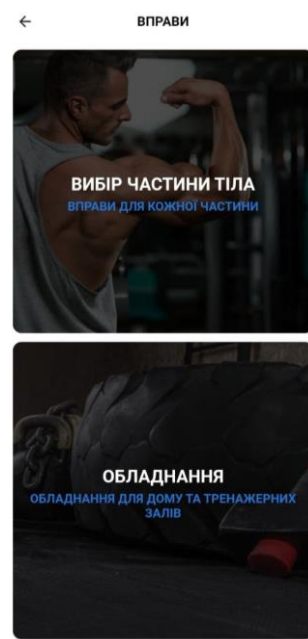 ВПРАВИ
ВИБІР ЧАСТИНИ ТІЛА
ВПРАВИ ДЛЯ КОЖНОЇ ЧАСТИНИ
ОБЛАДНАННЯ
ОБЛАДНАННЯ ДЛЯ ДОМУ ТА ТРЕНАЖЕРНИХ
ЗАЛІВ